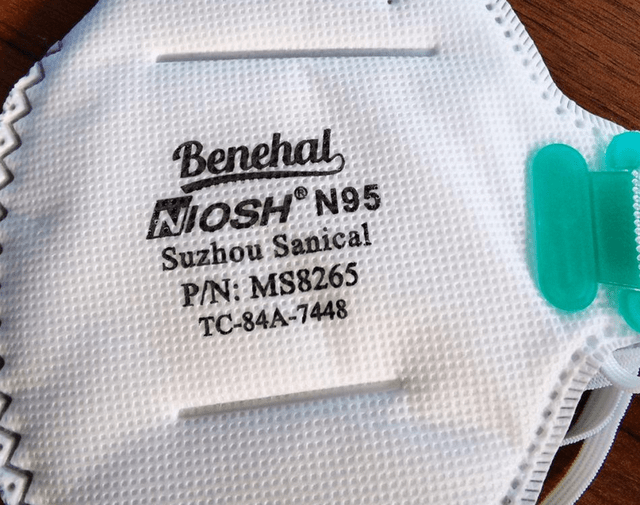 Benehal
NIOSH® N95
Suzhou Sanical
P/N: MS8265
TC-84A-7448